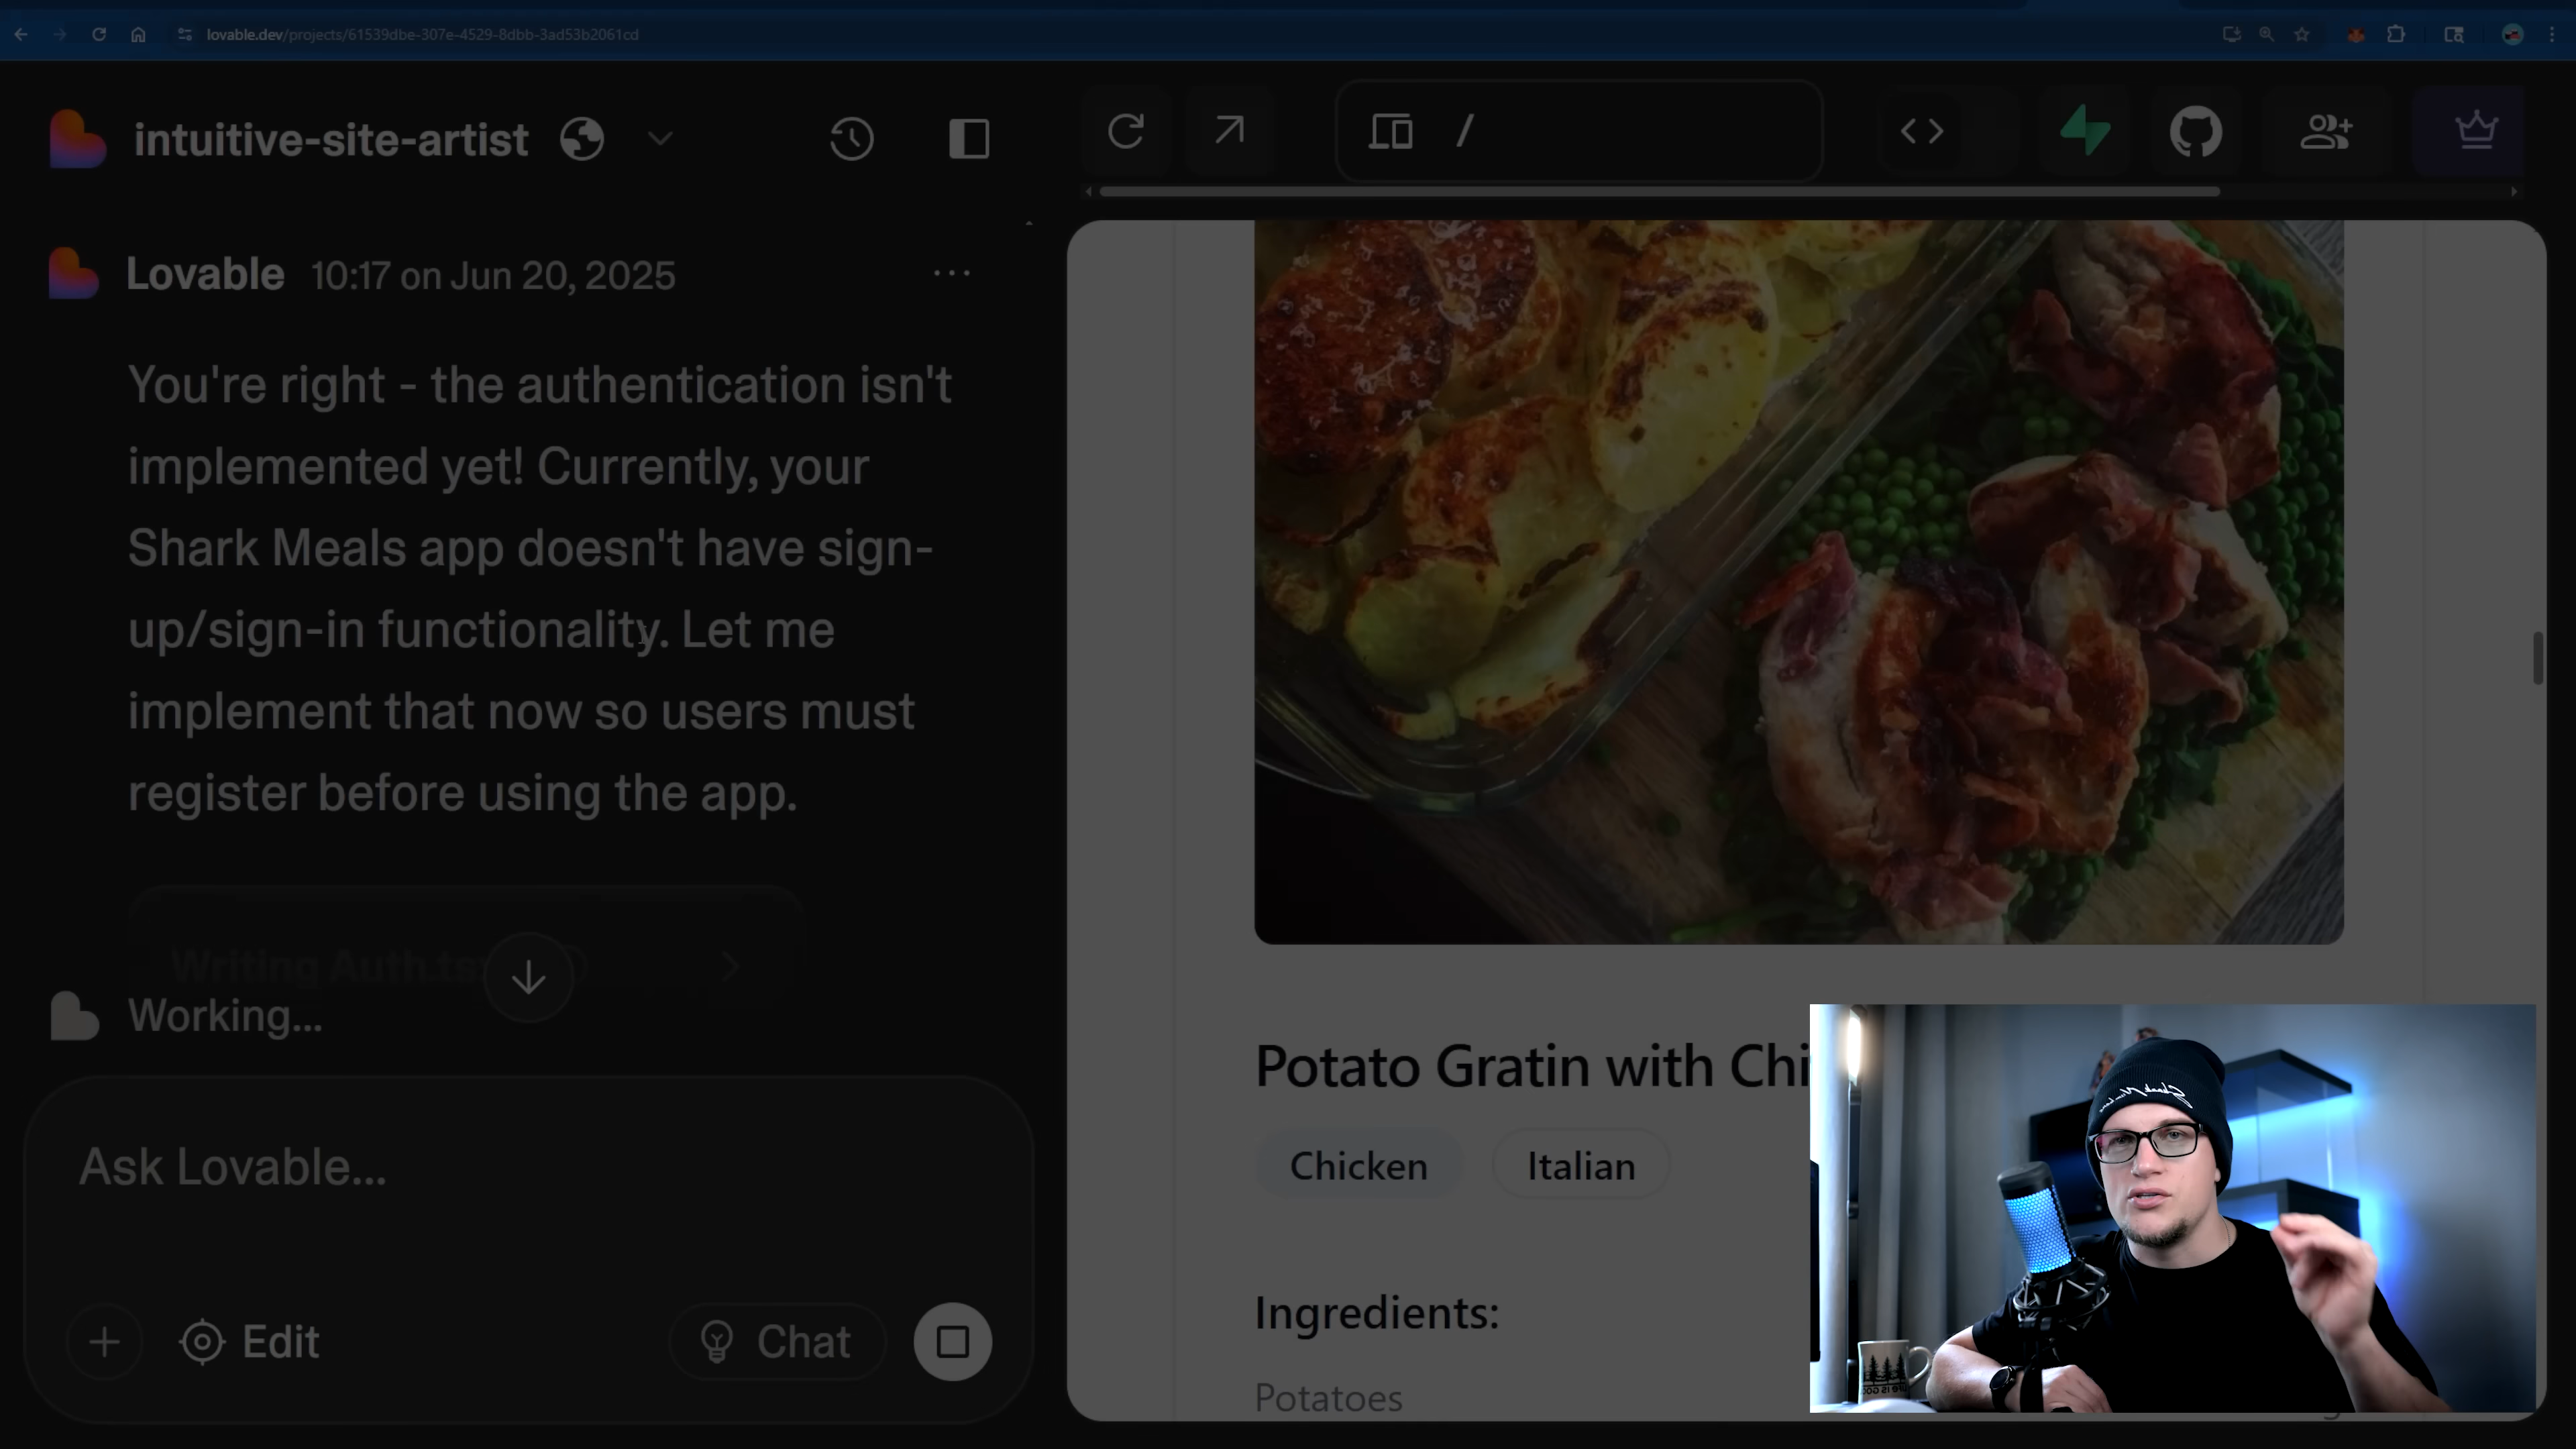 lovable.dev/projects/61539dbe-307e-4529-8dbb-3ad53b2061cd
intuitive-site-artist
/
Lovable 10:17 on Jun 20, 2025
You're right - the authentication isn't
implemented yet! Currently, your
Shark Meals app doesn't have sign-
up/sign-in functionality. Let me
implement that now so users must
register before using the app.
Writing
Working...
Ask Lovable...
Edit
Chat
Potato Gratin with
Chicken
Italian
Ingredients:
Potatoes